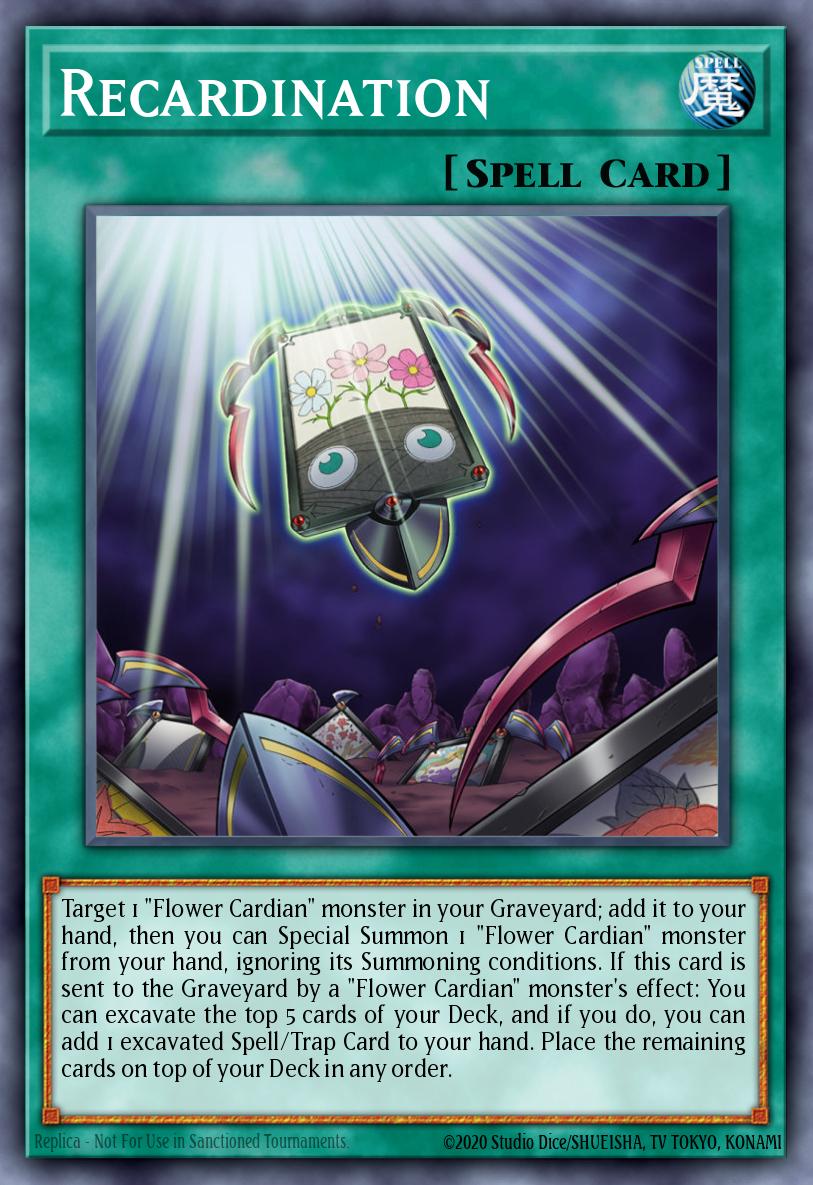 RECARDINATION
SPELL
魔
[ SPELL CARD ]
Target 1 "Flower Cardian" monster in your Graveyard; add it to your
hand, then you can Special Summon 1 "Flower Cardian" monster
from your hand, ignoring its Summoning conditions. If this card is
sent to the Graveyard by a "Flower Cardian" monster's effect: You
can excavate the top 5 cards of your Deck, and if you do, you can
add 1 excavated Spell/Trap Card to your hand. Place the remaining
cards on top of your Deck in any order.
Replica - Not For Use in Sanctioned Tournaments.
©2020 Studio Dice/SHUEISHA, TV TOKYO, KONAMI